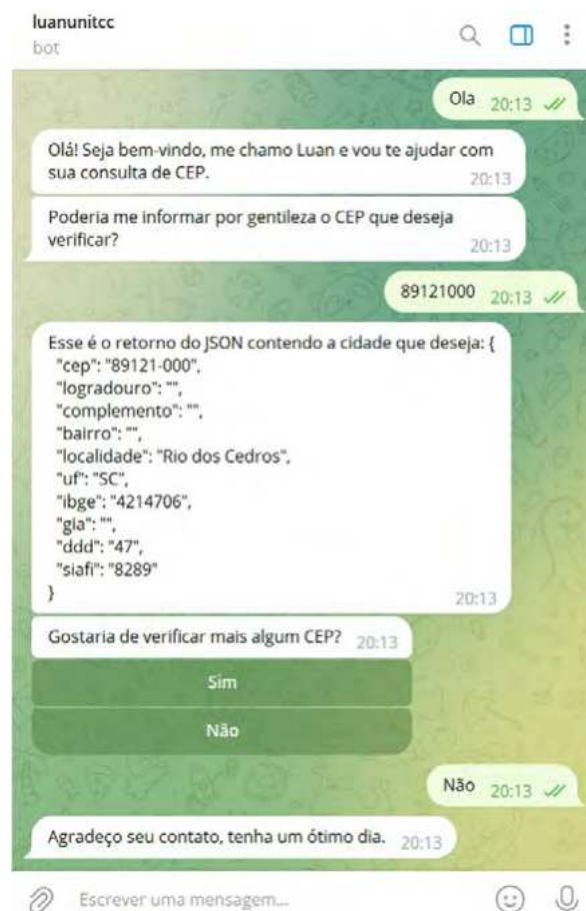 luanunitcc
bot
Ola 20:13
Olá! Seja bem-vindo, me chamo Luan e vou te ajudar com
sua consulta de CEP.
20:13
Poderia me informar por gentileza o CEP que deseja
verificar?
20:13
89121000 20:13
Esse é o retorno do JSON contendo a cidade que deseja: {
"cep": "89121-000",
"logradouro": "",
"complemento": "",
"bairro": "",
"localidade": "Rio dos Cedros",
"uf": "SC",
"ibge": "4214706",
"gia": "",
"ddd": "47",
"siafi": "8289"
}
20:13
Gostaria de verificar mais algum CEP? 20:13
Sim
Não
Não 20:13
Agradeço seu contato, tenha um ótimo dia. 20:13
Escrever uma mensagem...